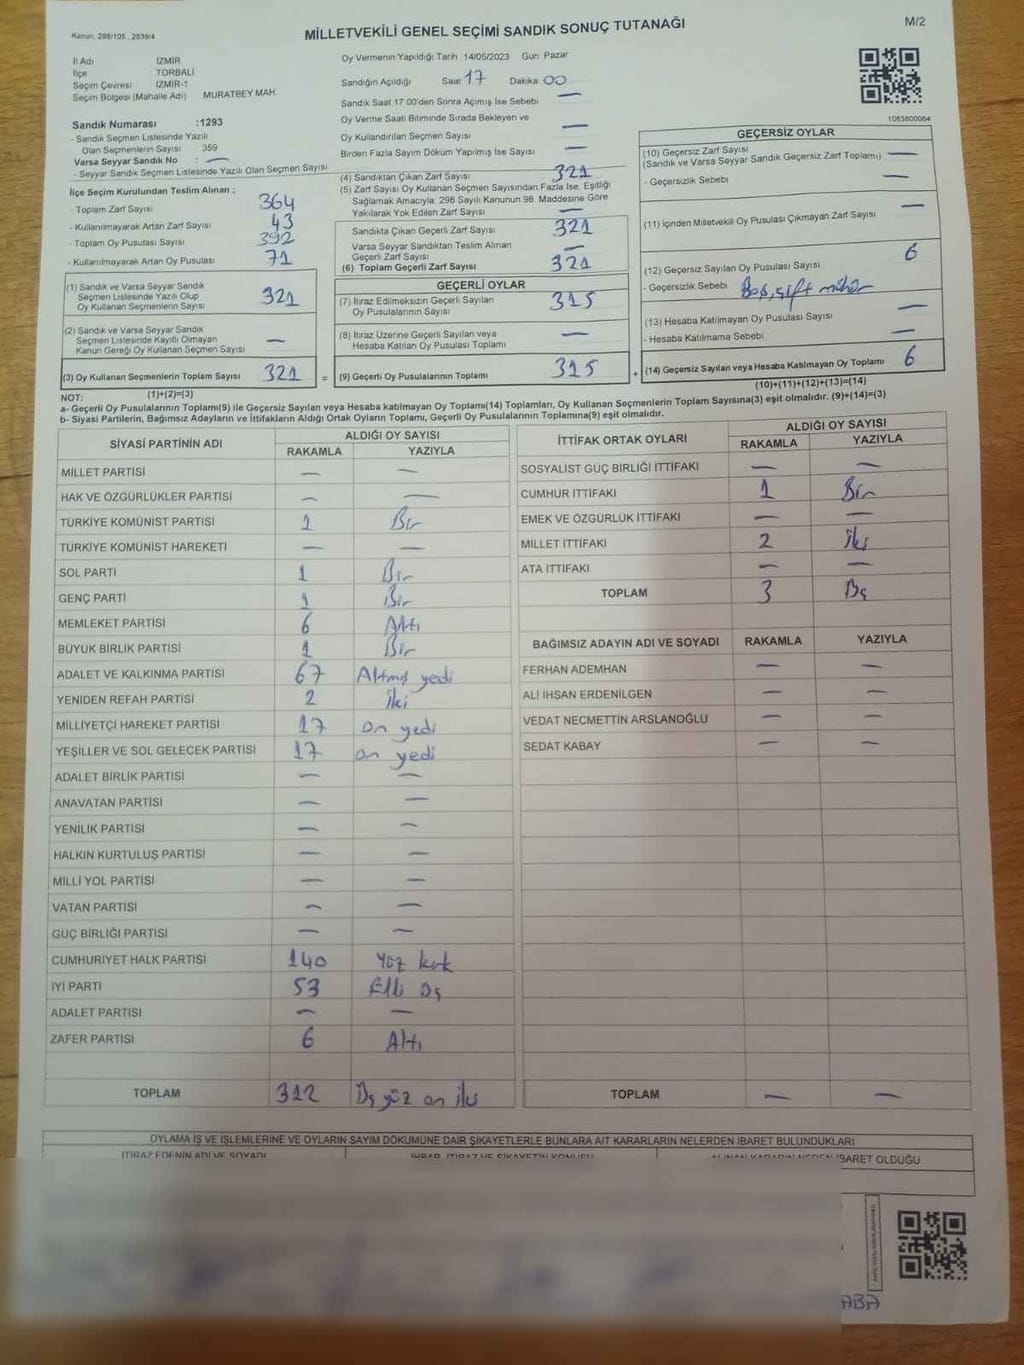 Kanun: 298/105 , 2839/4
MİLLETVEKİLİ GENEL SEÇİMİ SANDIK SONUÇ TUTANAĞI
M/2
İl Adı İZMİR
İlçe TORBALI
Seçim Çevresi İZMİR-1
Seçim Bölgesi (Mahalle Adı) MURATBEY MAH.
Sandık Numarası :1293
- Sandık Seçmen Listesinde Yazılı
Olan Seçmenlerin Sayısı 359
Varsa Seyyar Sandık No : —
- Seyyar Sandık Seçmen Listesinde Yazılı Olan Seçmen Sayısı
İlçe Seçim Kurulundan Teslim Alınan ;
- Toplam Zarf Sayısı 364
- Kullanılmayarak Artan Zarf Sayısı 43
- Toplam Oy Pusulası Sayısı 392
- Kullanılmayarak Artan Oy Pusulası 71
(1) Sandık ve Varsa Seyyar Sandık
Seçmen Listesinde Yazılı Olup
Oy Kullanan Seçmenlerin Sayısı 321
(2) Sandık ve Varsa Seyyar Sandık
Seçmen Listesinde Kayıtlı Olmayan
Kanun Gereği Oy Kullanan Seçmen Sayısı —
(3) Oy Kullanan Seçmenlerin Toplam Sayısı 321
(1)+(2)=(3)
Oy Vermenin Yapıldığı Tarih 14/05/2023 Gün Pazar
Sandığın Açıldığı Saat 17 Dakika 00
Sandık Saat 17.00'den Sonra Açılmış İse Sebebi —
Oy Verme Saati Bitiminde Sırada Bekleyen ve
Oy Kullandırılan Seçmen Sayısı —
Birden Fazla Sayım Döküm Yapılmış İse Sayısı —
(4) Sandıktan Çıkan Zarf Sayısı 321
(5) Zarf Sayısı Oy Kullanan Seçmen Sayısından Fazla İse, Eşitliği
Sağlamak Amacıyla, 298 Sayılı Kanunun 98. Maddesine Göre
Yakılarak Yok Edilen Zarf Sayısı —
Sandıkta Çıkan Geçerli Zarf Sayısı 321
Varsa Seyyar Sandıktan Teslim Alınan
Geçerli Zarf Sayısı —
(6) Toplam Geçerli Zarf Sayısı 321
GEÇERLİ OYLAR
(7) İtiraz Edilmeksizin Geçerli Sayılan
Oy Pusulalarının Sayısı 315
(8) İtiraz Üzerine Geçerli Sayılan veya
Hesaba Katılan Oy Pusulası Toplamı —
= (9) Geçerli Oy Pusulalarının Toplamı 315
1083800064
GEÇERSİZ OYLAR
(10) Geçersiz Zarf Sayısı
(Sandık ve Varsa Seyyar Sandık Geçersiz Zarf Toplamı) —
- Geçersizlik Sebebi —
(11) İçinden Milletvekili Oy Pusulası Çıkmayan Zarf Sayısı —
(12) Geçersiz Sayılan Oy Pusulası Sayısı 6
- Geçersizlik Sebebi Boş, çift mühür
(13) Hesaba Katılmayan Oy Pusulası Sayısı —
- Hesaba Katılmama Sebebi —
+ (14) Geçersiz Sayılan veya Hesaba Katılmayan Oy Toplamı 6
(10)+(11)+(12)+(13)=(14)
NOT:
a- Geçerli Oy Pusulalarının Toplamı(9) ile Geçersiz Sayılan veya Hesaba katılmayan Oy Toplamı(14) Toplamları, Oy Kullanan Seçmenlerin Toplam Sayısına(3) eşit olmalıdır. (9)+(14)=(3)
b- Siyasi Partilerin, Bağımsız Adayların ve İttifakların Aldığı Ortak Oyların Toplamı, Geçerli Oy Pusulalarının Toplamına(9) eşit olmalıdır.
SİYASİ PARTİNİN ADI ALDIĞI OY SAYISI
RAKAMLA YAZIYLA
MİLLET PARTİSİ — —
HAK VE ÖZGÜRLÜKLER PARTİSİ — —
TÜRKİYE KOMÜNİST PARTİSİ 1 Bir
TÜRKİYE KOMÜNİST HAREKETİ — —
SOL PARTİ 1 Bir
GENÇ PARTİ 1 Bir
MEMLEKET PARTİSİ 6 Altı
BÜYÜK BİRLİK PARTİSİ 1 Bir
ADALET VE KALKINMA PARTİSİ 67 Altmış yedi
YENİDEN REFAH PARTİSİ 2 iki
MİLLİYETÇİ HAREKET PARTİSİ 17 on yedi
YEŞİLLER VE SOL GELECEK PARTİSİ 17 on yedi
ADALET BİRLİK PARTİSİ — —
ANAVATAN PARTİSİ — —
YENİLİK PARTİSİ — —
HALKIN KURTULUŞ PARTİSİ — —
MİLLİ YOL PARTİSİ — —
VATAN PARTİSİ — —
GÜÇ BİRLİĞİ PARTİSİ — —
CUMHURİYET HALK PARTİSİ 140 Yüz kırk
İYİ PARTİ 53 Elli üç
ADALET PARTİSİ — —
ZAFER PARTİSİ 6 Altı
TOPLAM 312 Üç yüz on iki
İTTİFAK ORTAK OYLARI ALDIĞI OY SAYISI
RAKAMLA YAZIYLA
SOSYALİST GÜÇ BİRLİĞİ İTTİFAKI — —
CUMHUR İTTİFAKI 1 Bir
EMEK VE ÖZGÜRLÜK İTTİFAKI — —
MİLLET İTTİFAKI 2 iki
ATA İTTİFAKI — —
TOPLAM 3 Üç
BAĞIMSIZ ADAYIN ADI VE SOYADI RAKAMLA YAZIYLA
FERHAN ADEMHAN — —
ALİ İHSAN ERDENİLGEN — —
VEDAT NECMETTİN ARSLANOĞLU — —
SEDAT KABAY — —
TOPLAM — —
OYLAMA İŞ VE İŞLEMLERİNE VE OYLARIN SAYIM DÖKÜMÜNE DAİR ŞİKAYETLERLE BUNLARA AİT KARARLARIN NELERDEN İBARET BULUNDUKLARI
İTİRAZ EDENİN ADI VE SOYADI
İBARET OLDUĞU
ABA